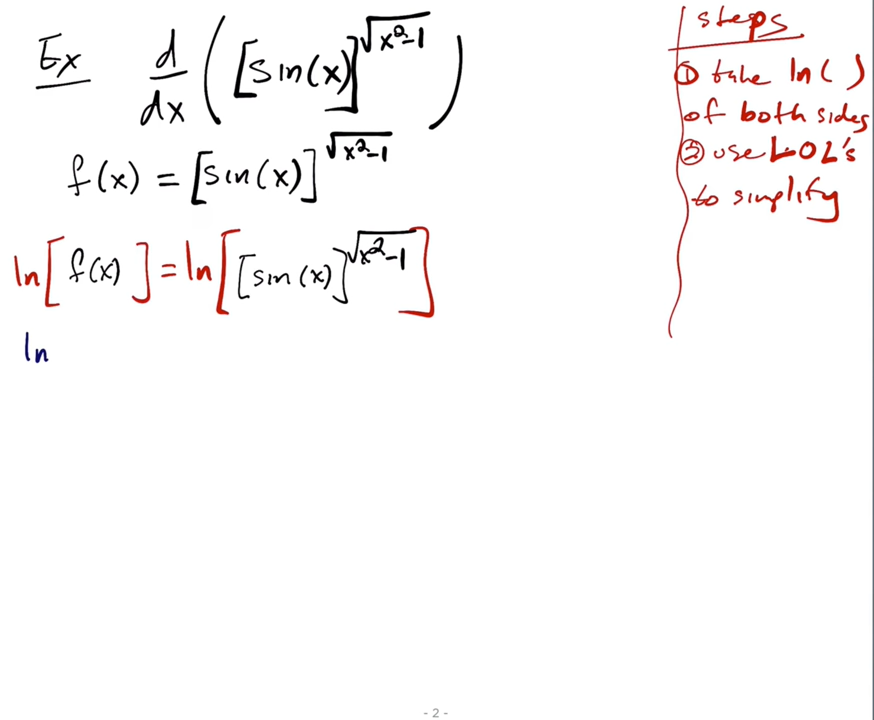 Ex d/dx ([sin(x)]^√(x²-1))
f(x) = [sin(x)]^√(x²-1)
ln[f(x)] = ln[[sin(x)]^√(x²-1)]
ln
steps
① take ln( )
of both sides
② use LOL's
to simplify
- 2 -